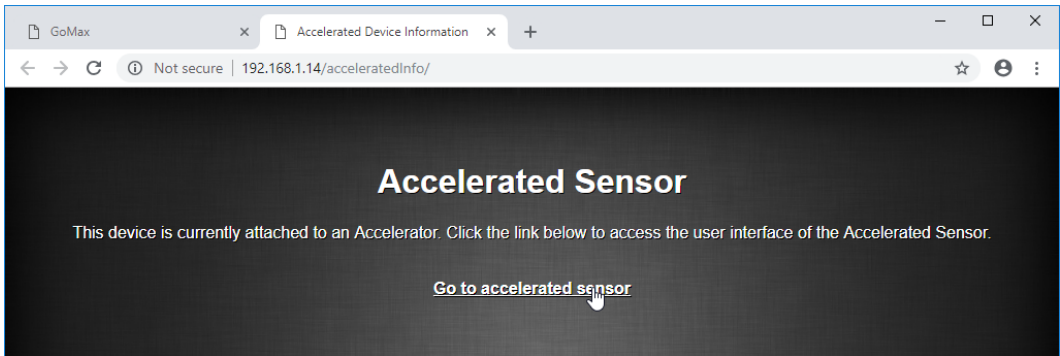 GoMax
Accelerated Device Information
Not secure | 192.168.1.14/acceleratedInfo/
Accelerated Sensor
This device is currently attached to an Accelerator. Click the link below to access the user interface of the Accelerated Sensor.
Go to accelerated sensor